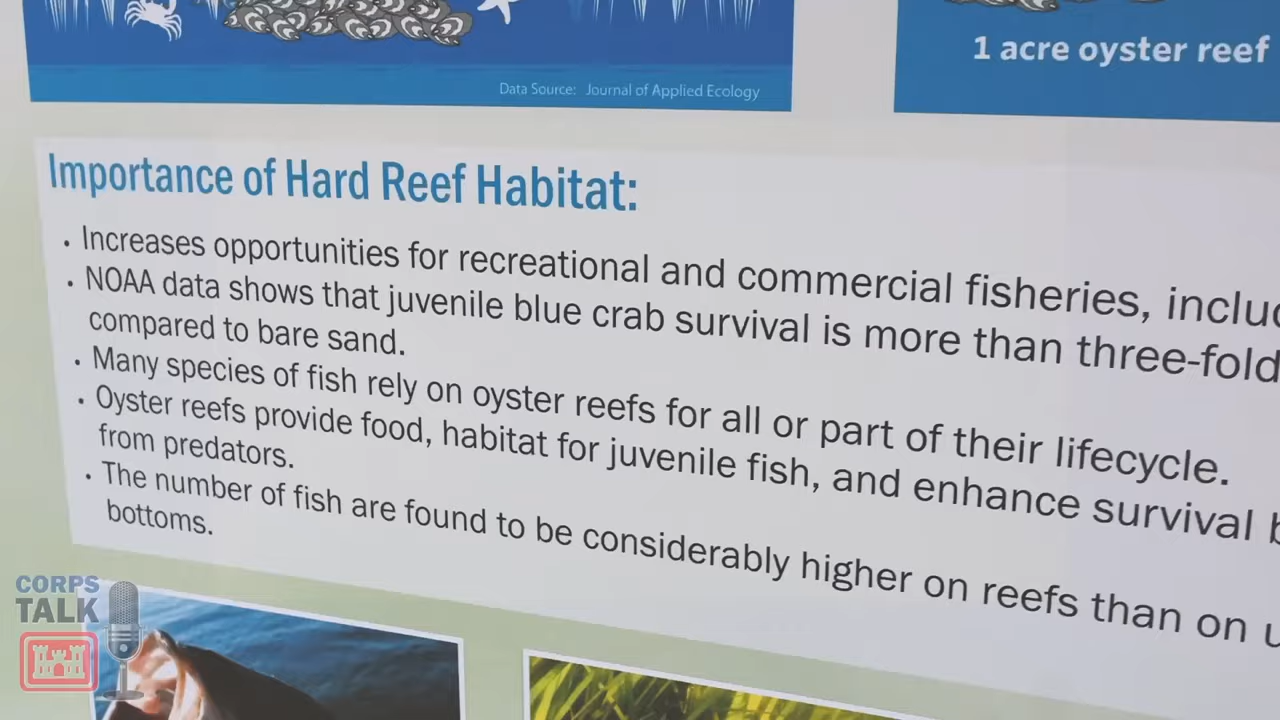 Data Source: Journal of Applied Ecology
1 acre oyster reef
Importance of Hard Reef Habitat:
• Increases opportunities for recreational and commercial fisheries,
• NOAA data shows that juvenile blue crab survival is more than three-fold
compared to bare sand.
• Many species of fish rely on oyster reefs for all or part of their lifecycle.
• Oyster reefs provide food, habitat for juvenile fish, and enhance survival
from predators.
• The number of fish are found to be considerably higher on reefs than on
bottoms.
CORPS
TALK